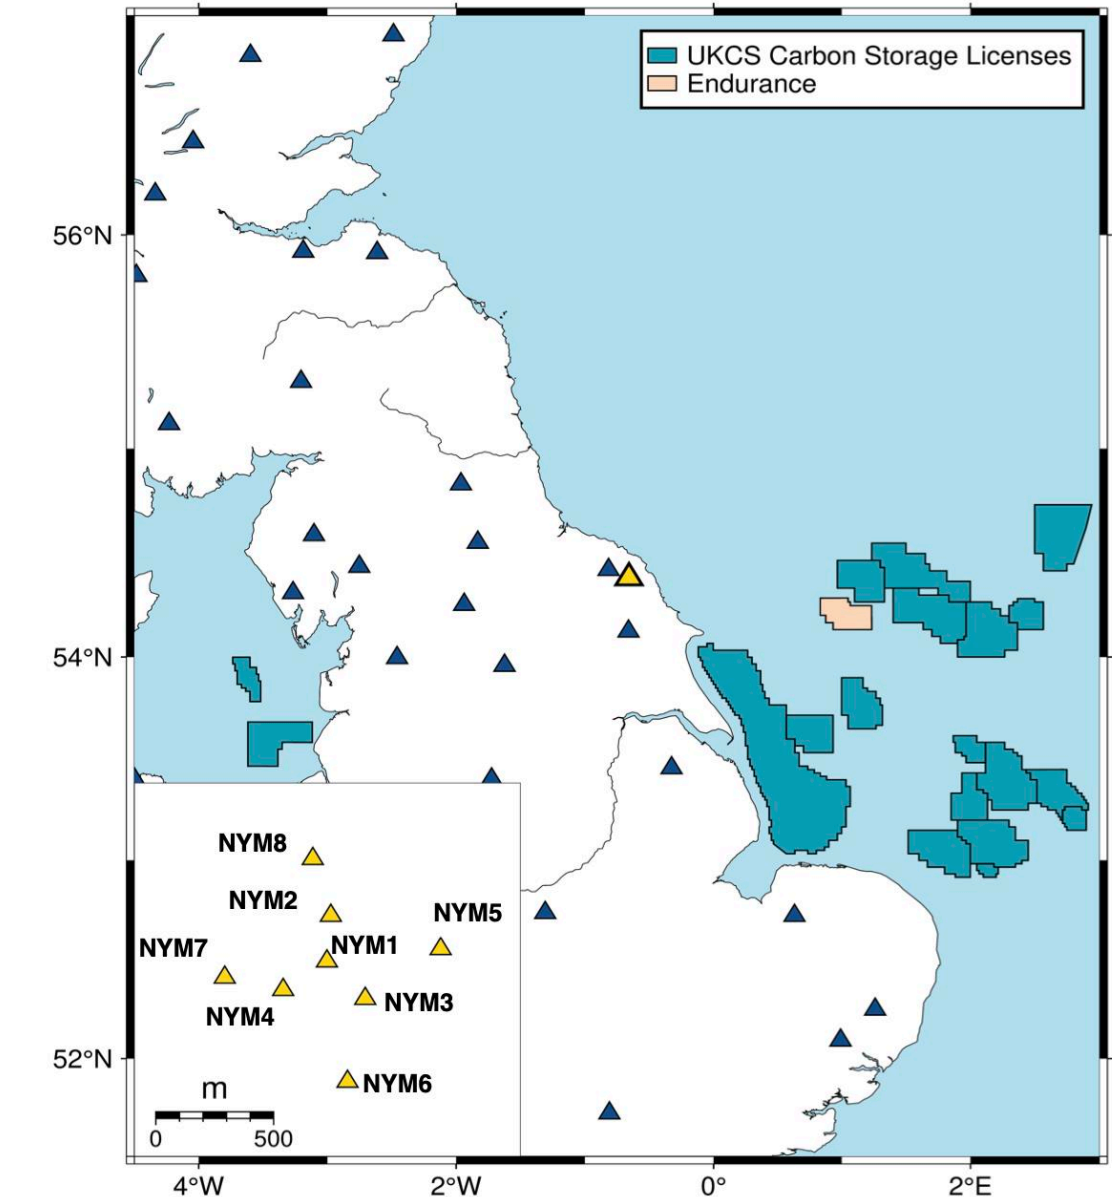 UKCS Carbon Storage Licenses
Endurance
56°N
54°N
52°N
NYM8
NYM2
NYM5
NYM1
NYM7
NYM3
NYM4
NYM6
m
0 500
4°W 2°W 0° 2°E